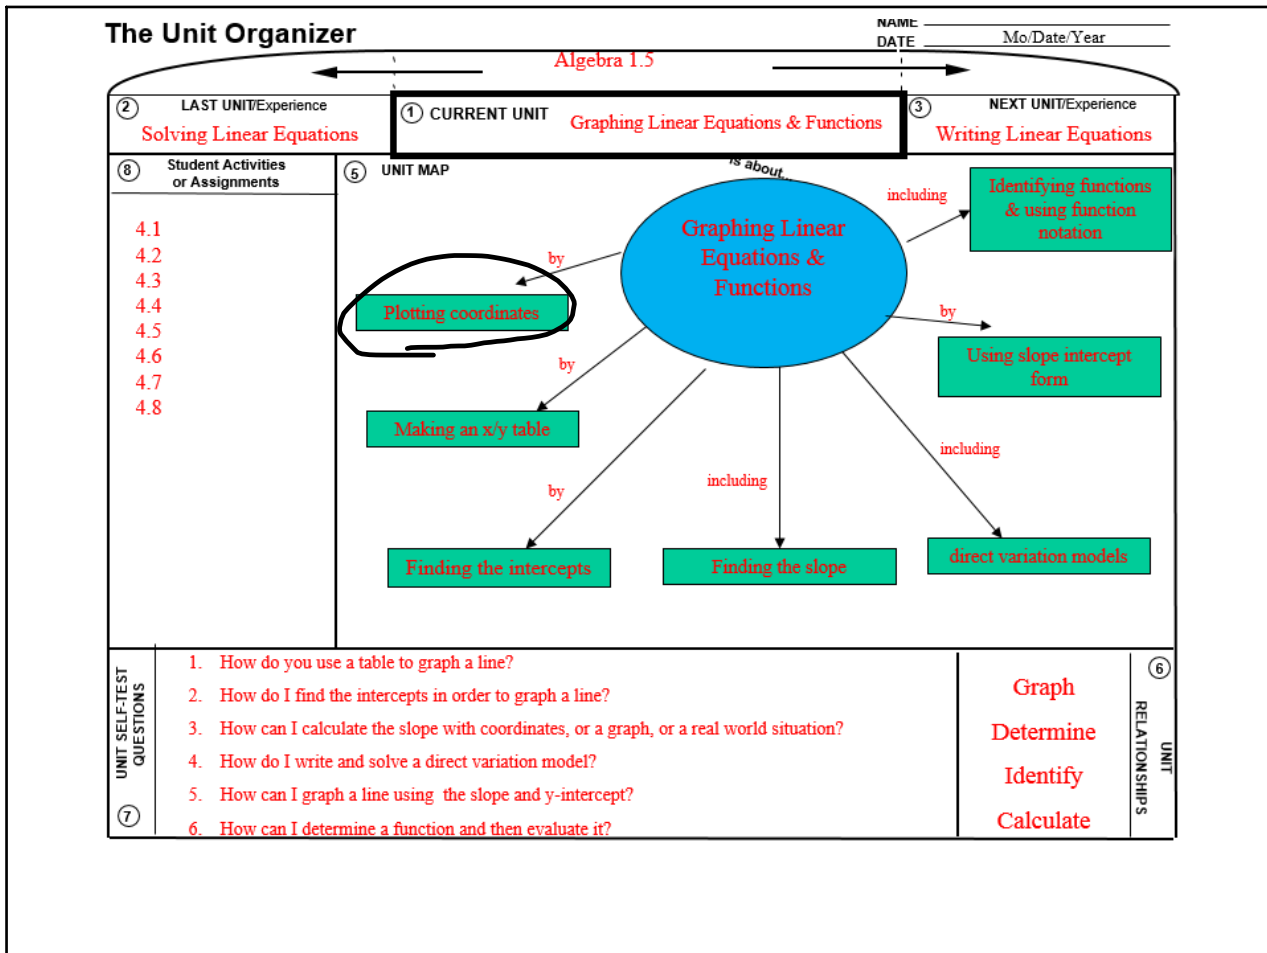 The Unit Organizer
NAME
DATE Mo/Date/Year
Algebra 1.5
2 LAST UNIT/Experience
Solving Linear Equations
1 CURRENT UNIT Graphing Linear Equations & Functions
3 NEXT UNIT/Experience
Writing Linear Equations
8 Student Activities
or Assignments
4.1
4.2
4.3
4.4
4.5
4.6
4.7
4.8
5 UNIT MAP
is about...
Graphing Linear
Equations &
Functions
including
Identifying functions
& using function
notation
by
Plotting coordinates
by
Using slope intercept
form
by
Making an x/y table
including
direct variation models
by
Finding the intercepts
including
Finding the slope
UNIT SELF-TEST
QUESTIONS
7
1. How do you use a table to graph a line?
2. How do I find the intercepts in order to graph a line?
3. How can I calculate the slope with coordinates, or a graph, or a real world situation?
4. How do I write and solve a direct variation model?
5. How can I graph a line using the slope and y-intercept?
6. How can I determine a function and then evaluate it?
Graph
Determine
Identify
Calculate
6
UNIT
RELATIONSHIPS